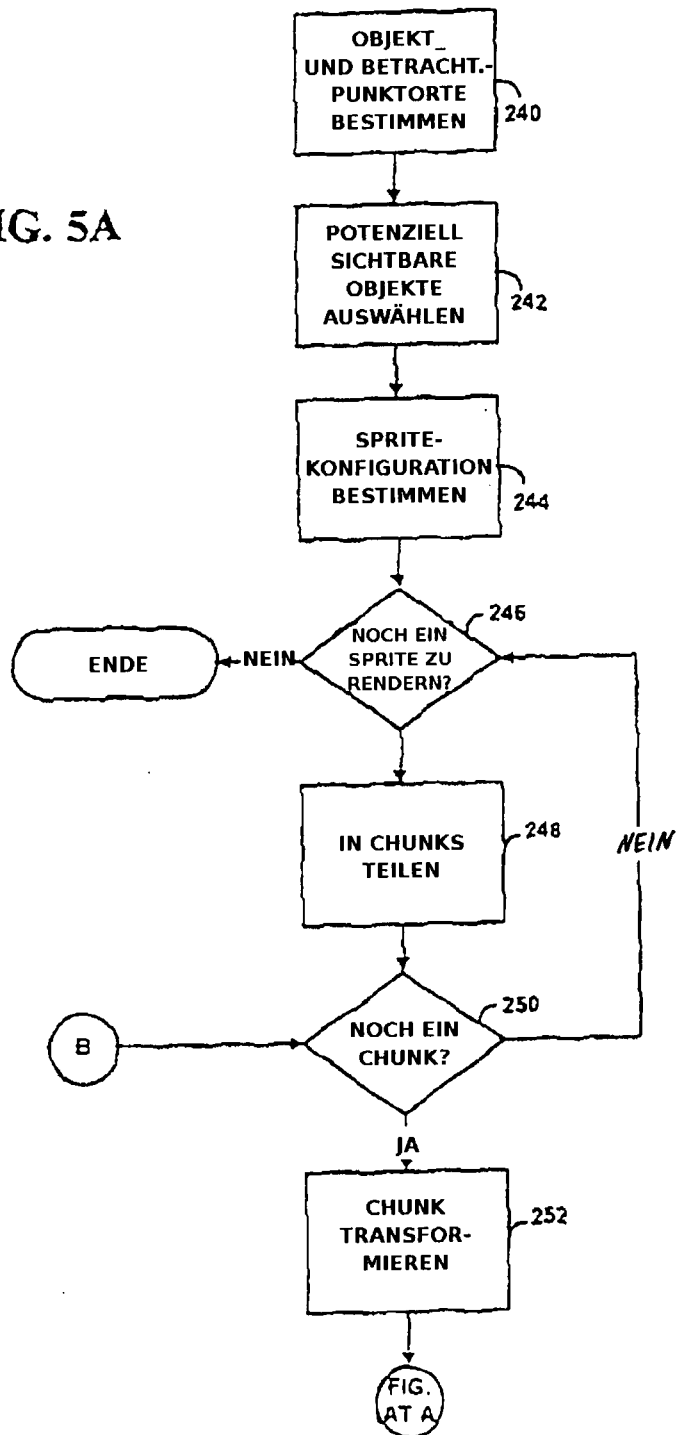 OBJEKT_
UND BETRACHT.-
PUNKTORTE
BESTIMMEN
240
IG. 5A
POTENZIELL
SICHTBARE
OBJEKTE
AUSWÄHLEN
242
SPRITE-
KONFIGURATION
BESTIMMEN
244
246
NOCH EIN
SPRITE ZU
RENDERN?
NEIN
ENDE
248
IN CHUNKS
TEILEN
NEIN
250
NOCH EIN
CHUNK?
B
JA
252
CHUNK
TRANSFOR-
MIEREN
FIG.
AT A